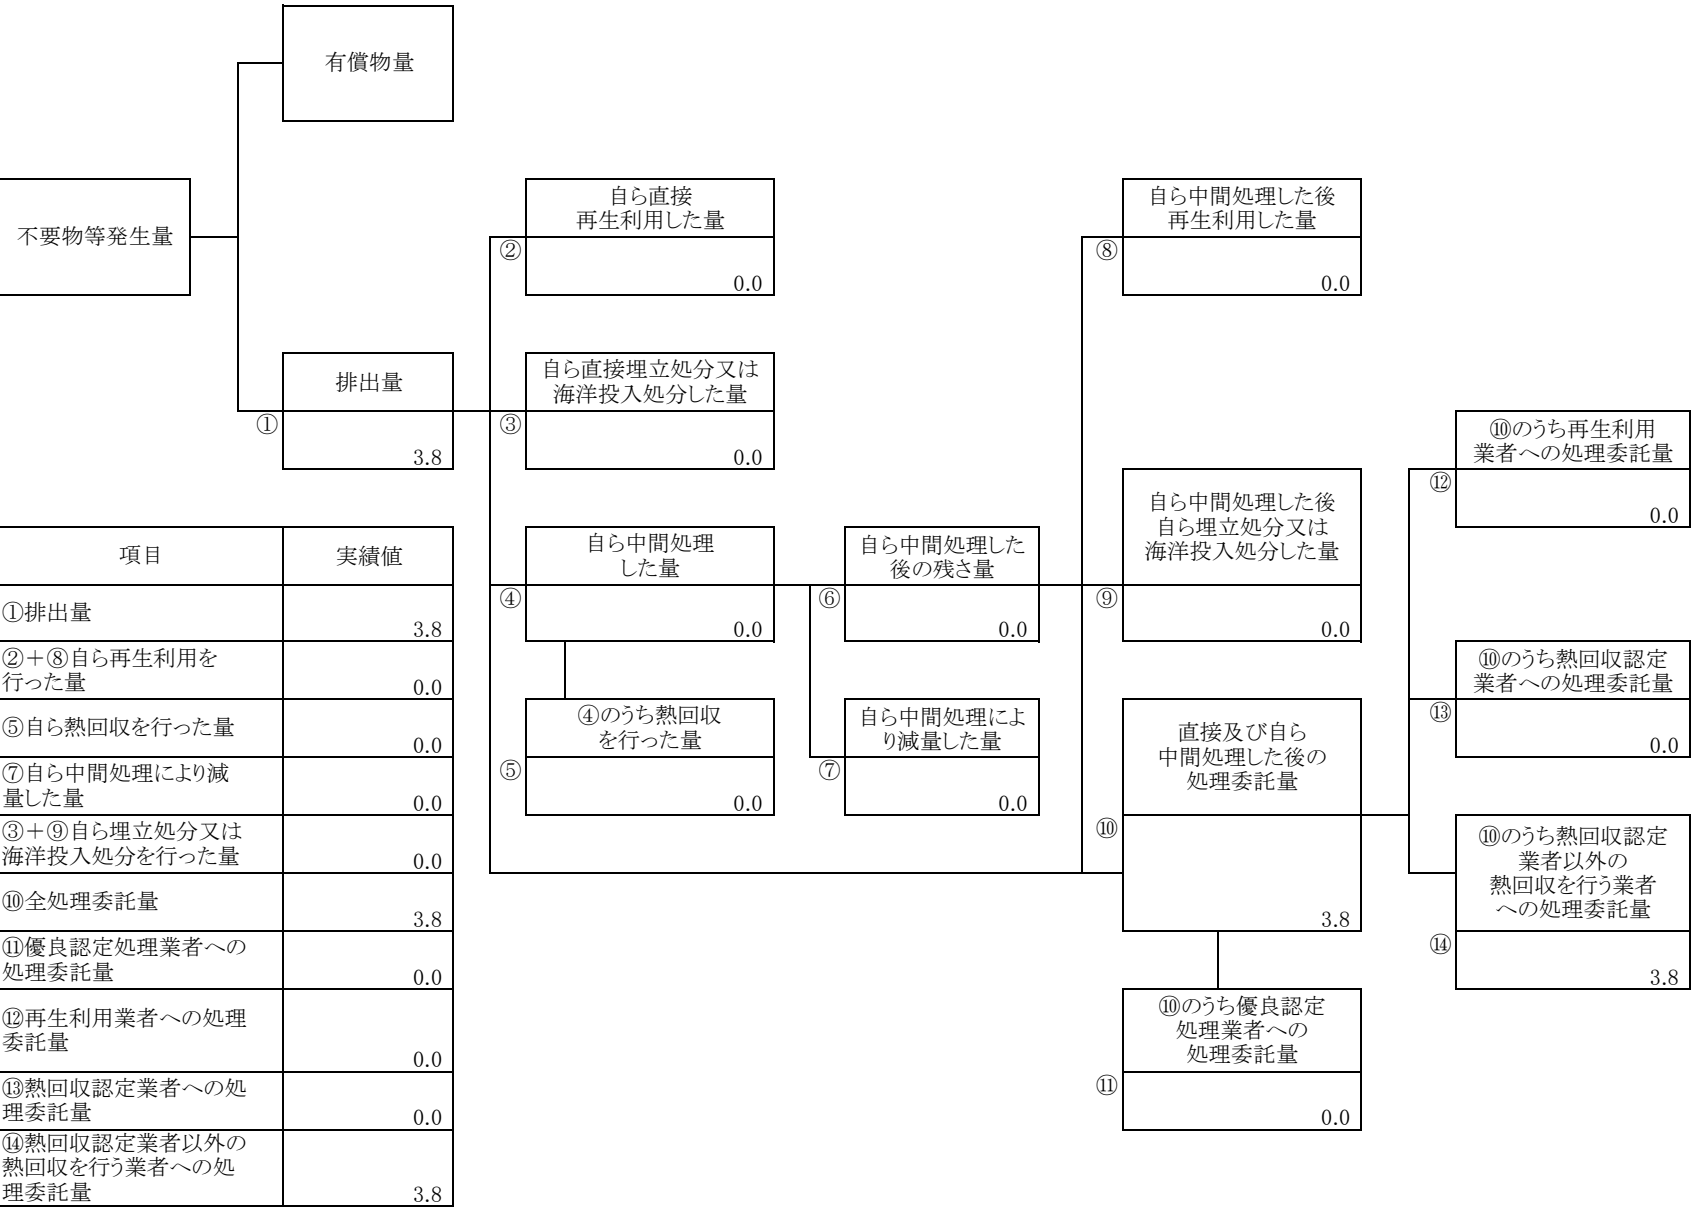 有償物量
不要物等発生量
自ら直接
再生利用した量
②
0.0
自ら中間処理した後
再生利用した量
⑧
0.0
排出量
①
3.8
自ら直接埋立処分又は
海洋投入処分した量
③
0.0
⑩のうち再生利用
業者への処理委託量
⑫
0.0
自ら中間処理
した量
④
0.0
自ら中間処理した
後の残さ量
⑥
0.0
自ら中間処理した後
自ら埋立処分又は
海洋投入処分した量
⑨
0.0
⑩のうち熱回収認定
業者への処理委託量
⑬
0.0
④のうち熱回収
を行った量
⑤
0.0
自ら中間処理によ
り減量した量
⑦
0.0
直接及び自ら
中間処理した後の
処理委託量
⑩
3.8
⑩のうち熱回収認定
業者以外の
熱回収を行う業者
への処理委託量
⑭
3.8
⑩のうち優良認定
処理業者への
処理委託量
⑪
0.0
項目 実績値
①排出量
3.8
②＋⑧自ら再生利用を
行った量
0.0
⑤自ら熱回収を行った量
0.0
⑦自ら中間処理により減
量した量
0.0
③＋⑨自ら埋立処分又は
海洋投入処分を行った量
0.0
⑩全処理委託量
3.8
⑪優良認定処理業者への
処理委託量
0.0
⑫再生利用業者への処理
委託量
0.0
⑬熱回収認定業者への処
理委託量
0.0
⑭熱回収認定業者以外の
熱回収を行う業者への処
理委託量
3.8